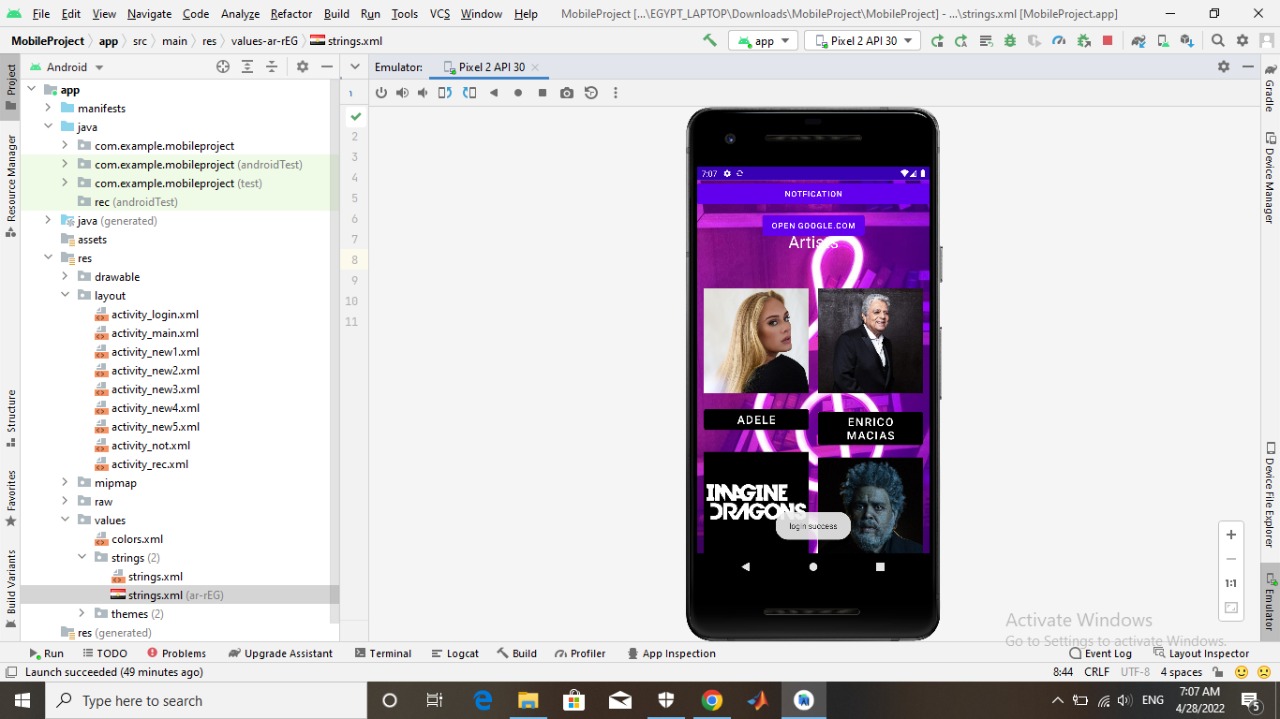 File Edit View Navigate Code Analyze Refactor Build Run Tools VCS Window Help MobileProject [...\EGYPT_LAPTOP\Downloads\MobileProject\MobileProject] - ...\strings.xml [MobileProject.app]
MobileProject app src main res values-ar-rEG strings.xml app Pixel 2 API 30
Android Emulator: Pixel 2 API 30
Project
Resource Manager
Structure
Favorites
Build Variants
app
manifests
java
com.example.mobileproject
com.example.mobileproject (androidTest)
com.example.mobileproject (test)
rec (androidTest)
java (generated)
assets
res
drawable
layout
activity_login.xml
activity_main.xml
activity_new1.xml
activity_new2.xml
activity_new3.xml
activity_new4.xml
activity_new5.xml
activity_not.xml
activity_rec.xml
mipmap
raw
values
colors.xml
strings (2)
strings.xml
strings.xml (ar-rEG)
themes (2)
res (generated)
1
2
3
4
5
6
7
8
9
10
11
7:07
NOTFICATION
OPEN GOOGLE.COM
Artists
ADELE
ENRICO
MACIAS
IMAGINE
DRAGONS
login success
1:1
Gradle
Device Manager
Device File Explorer
Emulator
Activate Windows
Go to Settings to activate Windows.
Run TODO Problems Upgrade Assistant Terminal Logcat Build Profiler App Inspection Event Log Layout Inspector
Launch succeeded (49 minutes ago) 8:44 CRLF UTF-8 4 spaces
Type here to search ENG 7:07 AM
4/28/2022 5